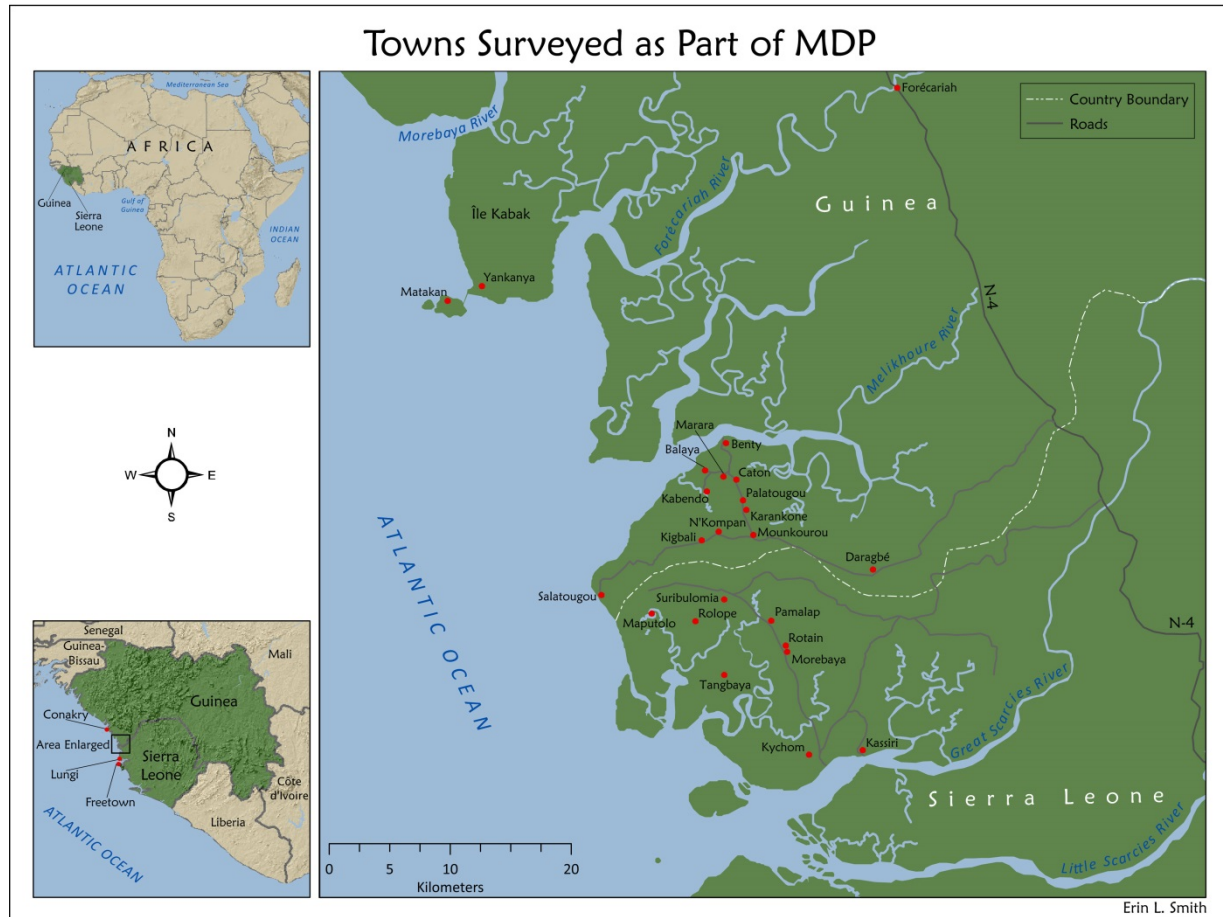 Towns Surveyed as Part of MDP
Mediterranean Sea
AFRICA
Guinea
Sierra
Leone
Gulf of
Guinea
INDIAN
OCEAN
ATLANTIC
OCEAN
N
W
E
S
Senegal
Guinea-
Bissau
Mali
Guinea
Conakry
Area Enlarged
Sierra
Leone
Lungi
Freetown
Côte
d'Ivoire
Liberia
ATLANTIC OCEAN
Forécariah
Country Boundary
Roads
Morebaya River
Forécariah River
Île Kabak
Guinea
Yankanya
Matakan
N-4
Melikhoure River
Marara
Benty
Balaya
Caton
Kabendo
Palatougou
Karankone
N'Kompan
Mounkourou
Kigbali
Daragbé
Salatougou
Suribulomia
Maputolo
Rolope
Pamalap
Rotain
Morebaya
N-4
Tangbaya
Great Scarcies River
Kychom
Kassiri
Sierra Leone
Little Scarcies River
ATLANTIC OCEAN
0 5 10 20
Kilometers
Erin L. Smith